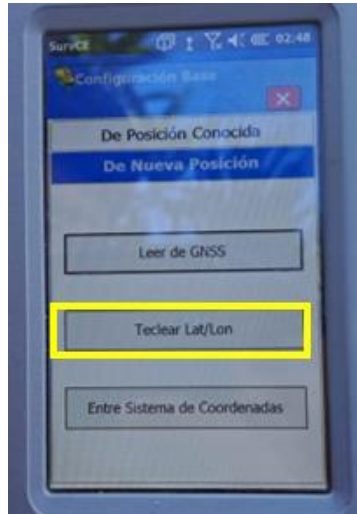 SurvCE 02:48
Configuración Base
De Posición Conocida
De Nueva Posición
Leer de GNSS
Teclear Lat/Lon
Entre Sistema de Coordenadas